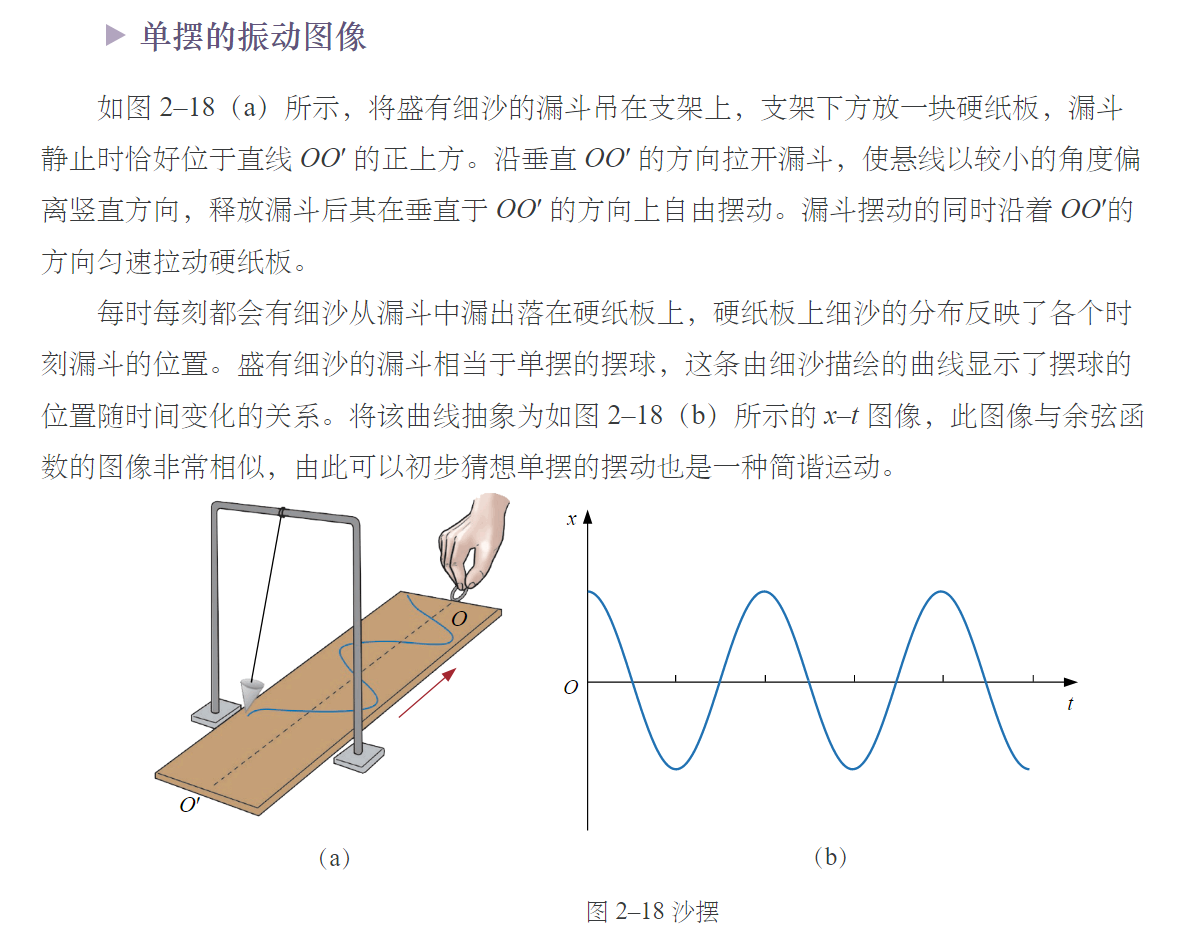 ▶ 单摆的振动图像
如图 2–18（a）所示，将盛有细沙的漏斗吊在支架上，支架下方放一块硬纸板，漏斗
静止时恰好位于直线 OO′ 的正上方。沿垂直 OO′ 的方向拉开漏斗，使悬线以较小的角度偏
离竖直方向，释放漏斗后其在垂直于 OO′ 的方向上自由摆动。漏斗摆动的同时沿着 OO′的
方向匀速拉动硬纸板。
每时每刻都会有细沙从漏斗中漏出落在硬纸板上，硬纸板上细沙的分布反映了各个时
刻漏斗的位置。盛有细沙的漏斗相当于单摆的摆球，这条由细沙描绘的曲线显示了摆球的
位置随时间变化的关系。将该曲线抽象为如图 2–18（b）所示的 x–t 图像，此图像与余弦函
数的图像非常相似，由此可以初步猜想单摆的摆动也是一种简谐运动。
O
O′
（a）
x
O
t
（b）
图 2–18 沙摆